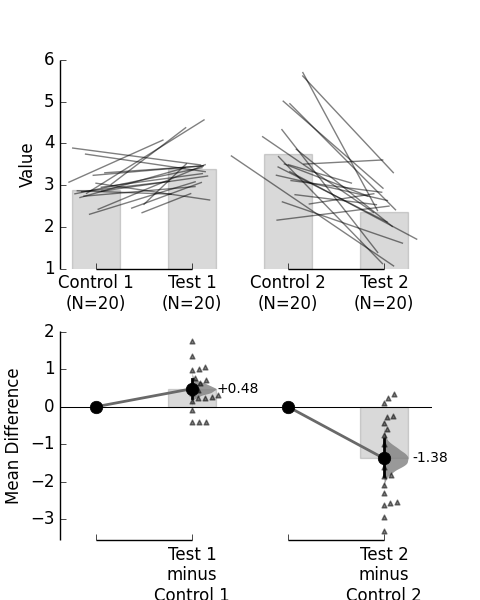 6
5
4
3
2
1
Value
Control 1
(N=20)
Test 1
(N=20)
Control 2
(N=20)
Test 2
(N=20)
2
1
0
−1
−2
−3
Mean Difference
+0.48
-1.38
Test 1
minus
Control 1
Test 2
minus
Control 2